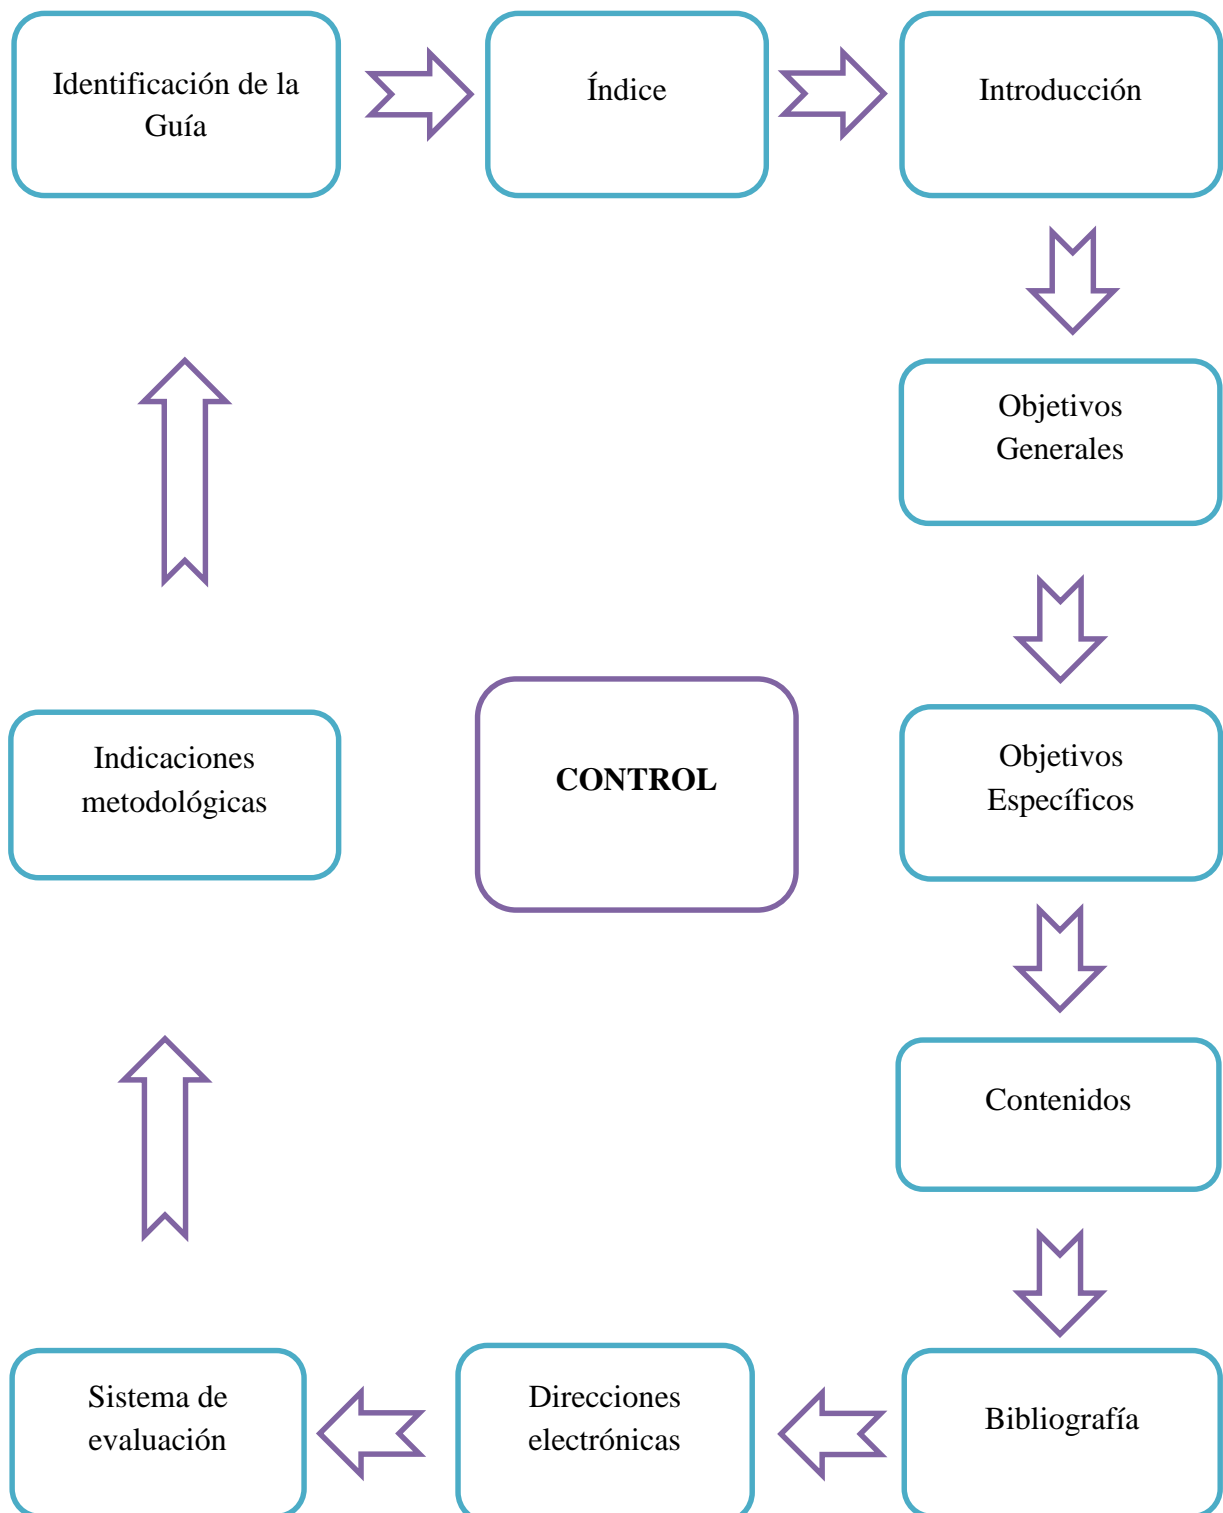 Identificación de la
Guía
Índice
Introducción
Objetivos
Generales
Objetivos
Específicos
CONTROL
Indicaciones
metodológicas
Contenidos
Bibliografía
Direcciones
electrónicas
Sistema de
evaluación